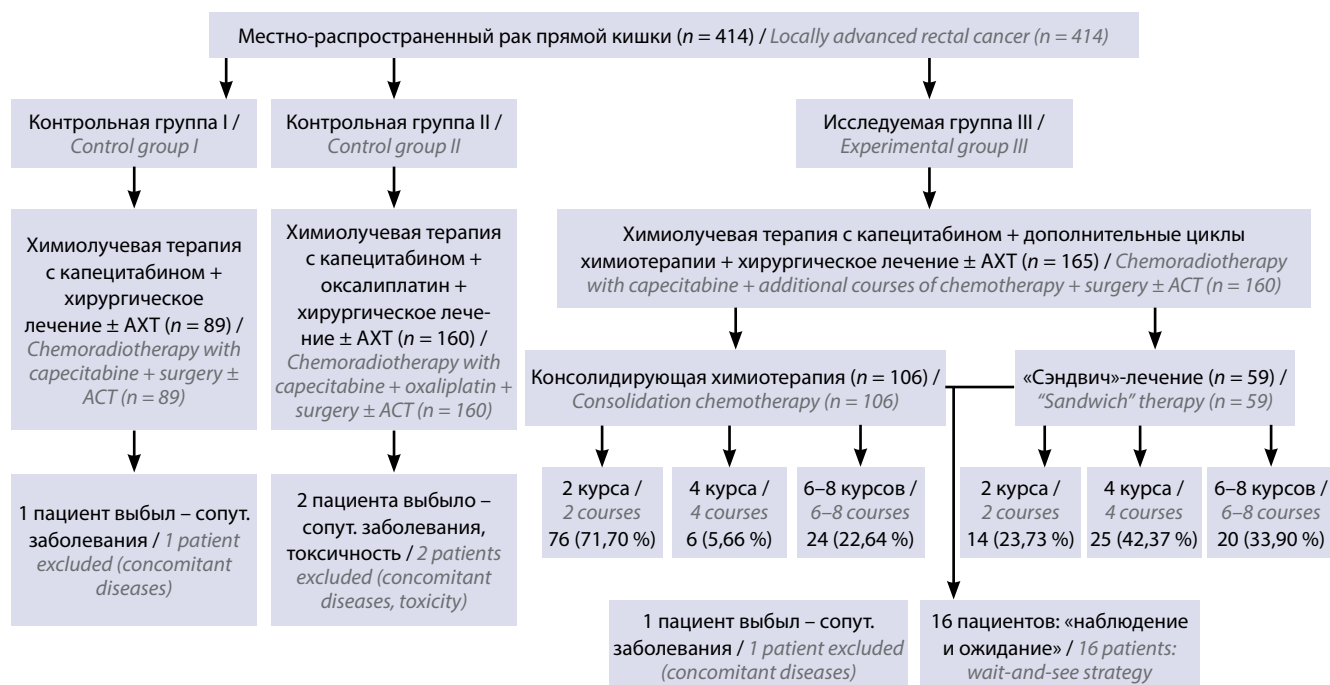 Местно-распространенный рак прямой кишки (n = 414) / Locally advanced rectal cancer (n = 414)
Контрольная группа I /
Control group I
Контрольная группа II /
Control group II
Исследуемая группа III /
Experimental group III
Химиолучевая терапия
с капецитабином +
хирургическое
лечение ± АХТ (n = 89) /
Chemoradiotherapy with
capecitabine + surgery ±
ACT (n = 89)
Химиолучевая терапия
с капецитабином +
оксалиплатин +
хирургическое лече-
ние ± АХТ (n = 160) /
Chemoradiotherapy with
capecitabine + oxaliplatin +
surgery ± ACT (n = 160)
Химиолучевая терапия с капецитабином + дополнительные циклы
химиотерапии + хирургическое лечение ± АХТ (n = 165) / Chemoradiotherapy
with capecitabine + additional courses of chemotherapy + surgery ± ACT (n = 160)
Консолидирующая химиотерапия (n = 106) /
Consolidation chemotherapy (n = 106)
«Сэндвич»-лечение (n = 59) /
“Sandwich” therapy (n = 59)
1 пациент выбыл – сопут.
заболевания / 1 patient
excluded (concomitant
diseases)
2 пациента выбыло –
сопут. заболевания,
токсичность / 2 patients
excluded (concomitant
diseases, toxicity)
2 курса /
2 courses
76 (71,70 %)
4 курса /
4 courses
6 (5,66 %)
6–8 курсов /
6–8 courses
24 (22,64 %)
2 курса /
2 courses
14 (23,73 %)
4 курса /
4 courses
25 (42,37 %)
6–8 курсов /
6–8 courses
20 (33,90 %)
1 пациент выбыл – сопут.
заболевания / 1 patient excluded
(concomitant diseases)
16 пациентов: «наблюдение
и ожидание» / 16 patients:
wait-and-see strategy